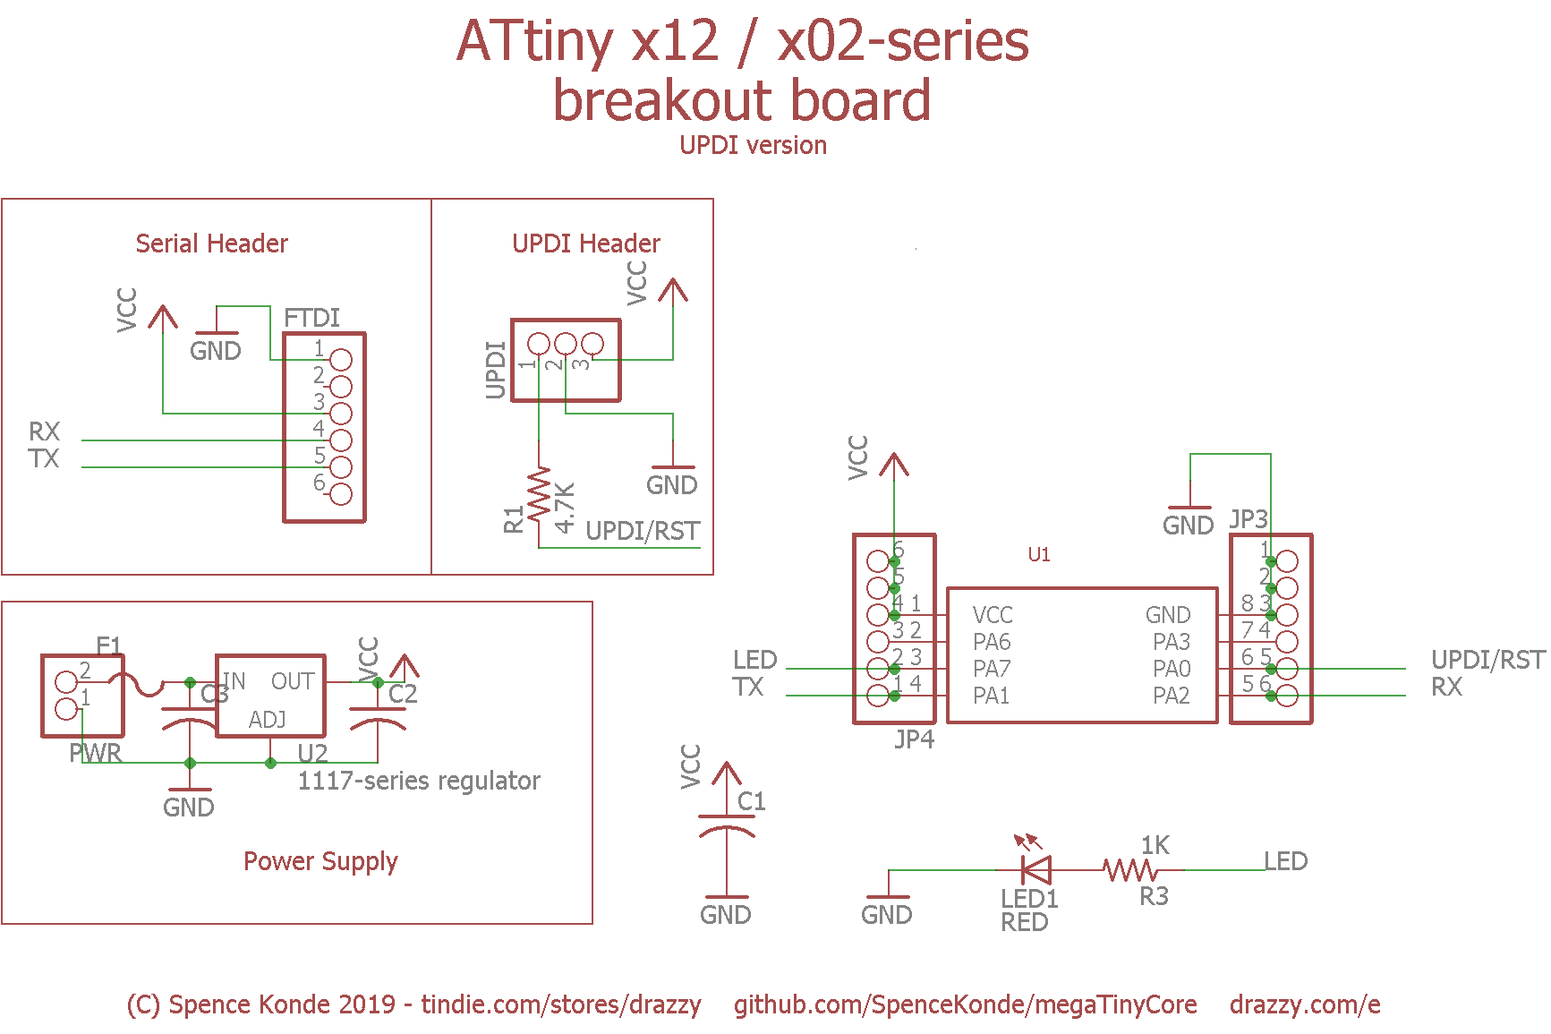 ATtiny x12 / x02-series
breakout board
UPDI version
Serial Header
VCC
GND
FTDI
1
2
3
4
5
6
RX
TX
UPDI Header
VCC
UPDI
1
2
3
GND
R1
4.7K
UPDI/RST
F1
2
1
PWR
C3
IN
OUT
ADJ
VCC
C2
U2
1117-series regulator
GND
Power Supply
VCC
GND
JP3
U1
6
5
4 1
3 2
2 3
1 4
VCC
PA6
PA7
PA1
GND
PA3
PA0
PA2
1
2
8 3
7 4
6 5
5 6
LED
TX
JP4
UPDI/RST
RX
VCC
C1
GND
GND
LED1
RED
1K
R3
LED
(C) Spence Konde 2019 - tindie.com/stores/drazzy github.com/SpenceKonde/megaTinyCore drazzy.com/e